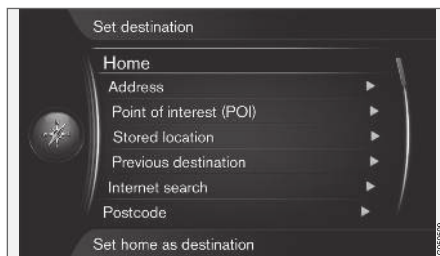 Set destination
Home
Address
Point of interest (POI)
Stored location
Previous destination
Internet search
Postcode
Set home as destination